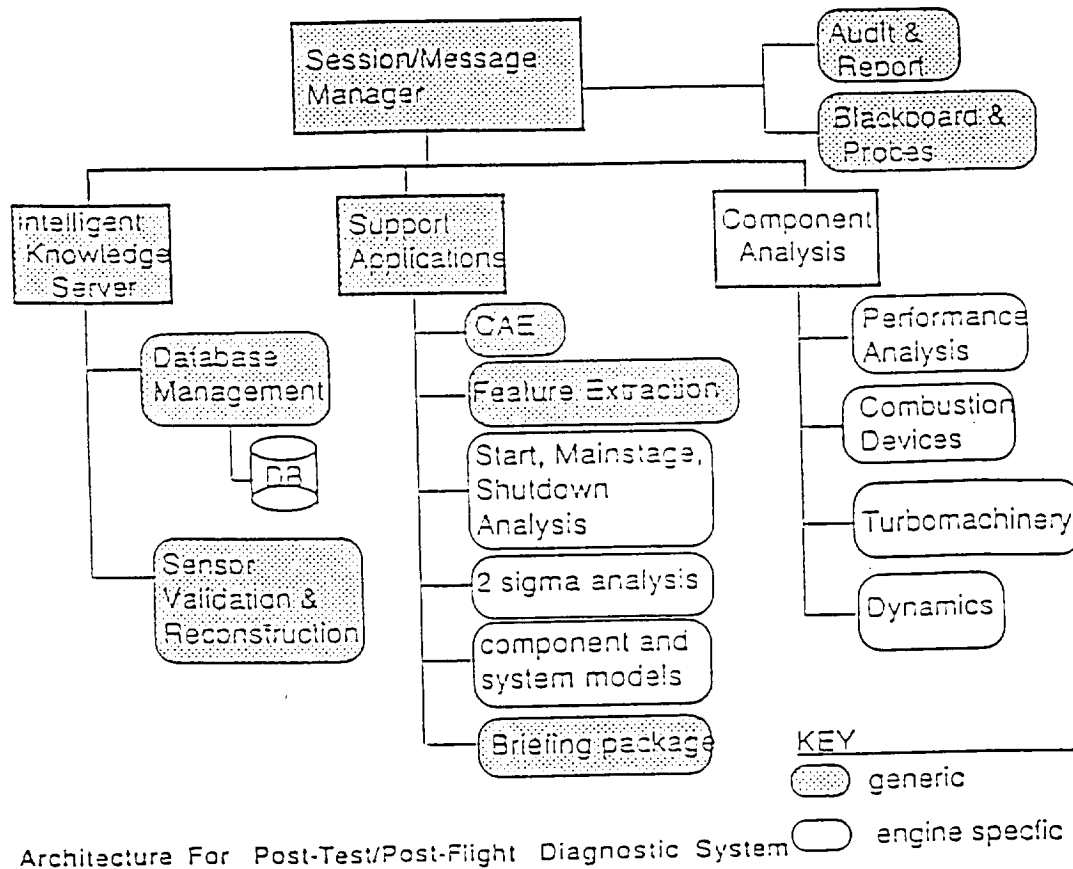 Session/Message
Manager
Audit &
Report
Blackboard &
Proces
Intelligent
Knowledge
Server
Support
Applications
Component
Analysis
Database
Management
DB
Sensor
Validation &
Reconstruction
CAE
Feature Extraction
Start, Mainstage,
Shutdown
Analysis
2 sigma analysis
component and
system models
Briefing package
Performance
Analysis
Combustion
Devices
Turbomachinery
Dynamics
KEY
generic
engine specfic
Architecture For Post-Test/Post-Flight Diagnostic System